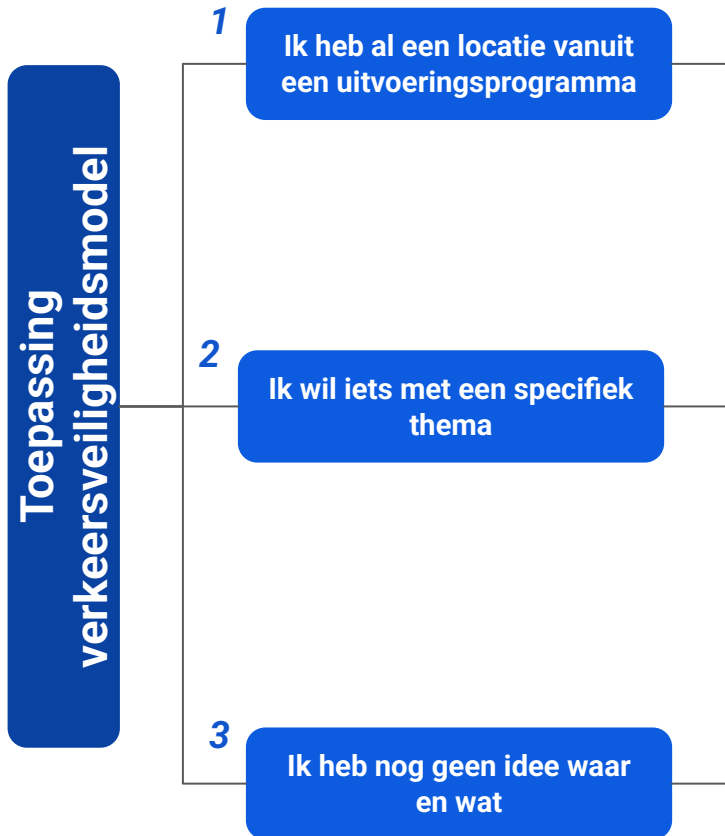 Toepassing
verkeersveiligheidsmodel
1
Ik heb al een locatie vanuit
een uitvoeringsprogramma
2
Ik wil iets met een specifiek
thema
3
Ik heb nog geen idee waar
en wat